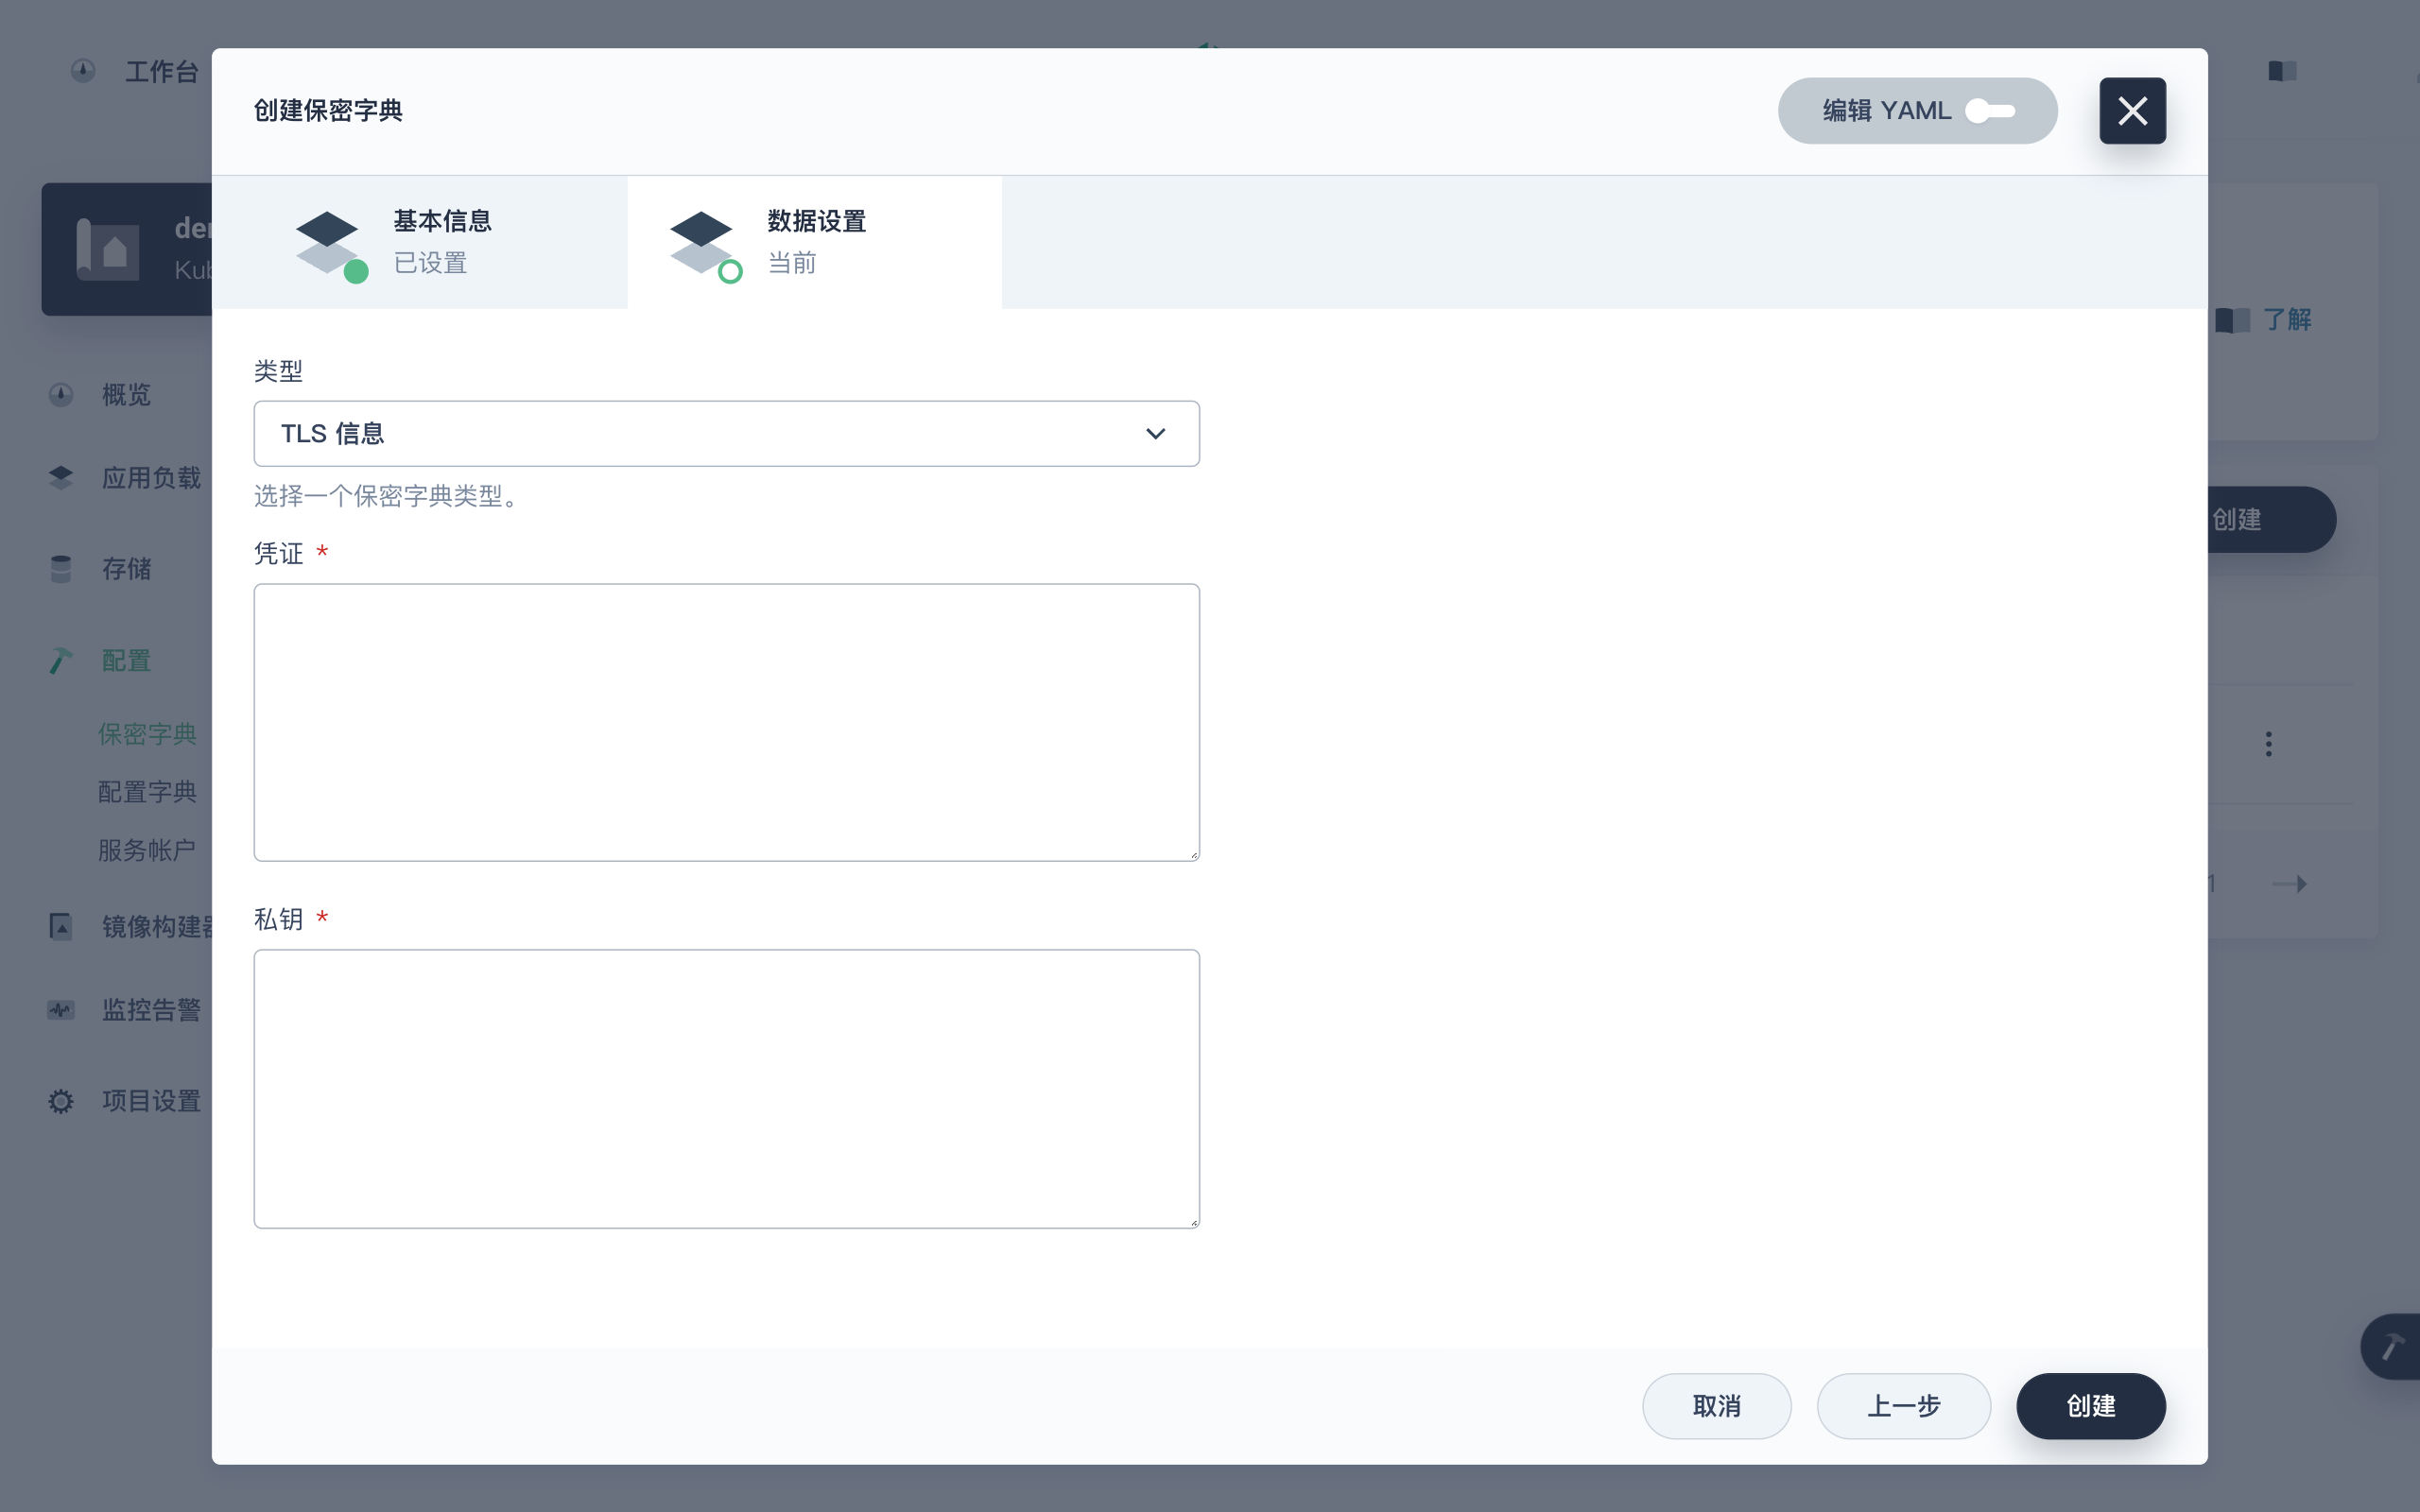 工作台
创建保密字典
编辑 YAML
基本信息
已设置
数据设置
当前
了解
概览
应用负载
存储
配置
保密字典
配置字典
服务帐户
镜像构建器
监控告警
项目设置
类型
TLS 信息
选择一个保密字典类型。
凭证 *
私钥 *
创建
1
取消
上一步
创建